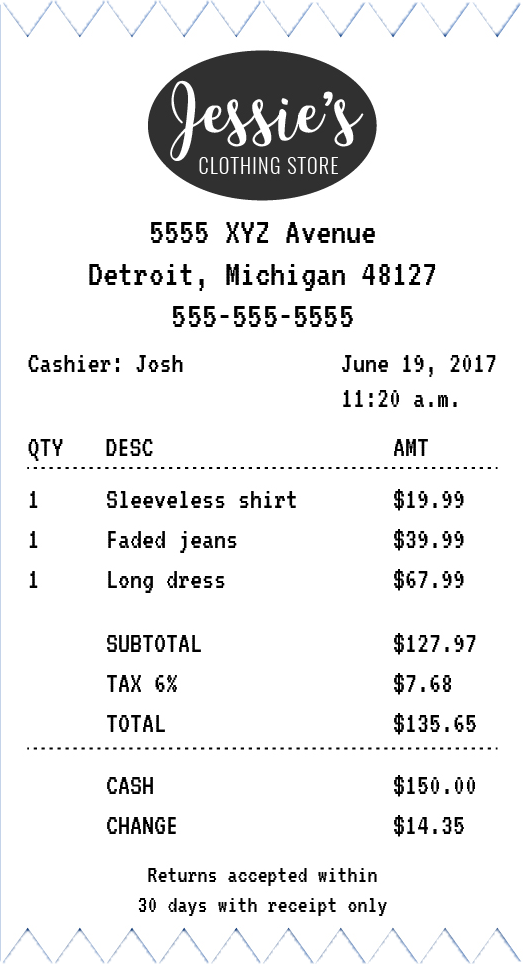 Jessie's
CLOTHING STORE
5555 XYZ Avenue
Detroit, Michigan 48127
555-555-5555
Cashier: Josh June 19, 2017
11:20 a.m.
QTY DESC AMT
1 Sleeveless shirt $19.99
1 Faded jeans $39.99
1 Long dress $67.99
SUBTOTAL $127.97
TAX 6% $7.68
TOTAL $135.65
CASH $150.00
CHANGE $14.35
Returns accepted within
30 days with receipt only